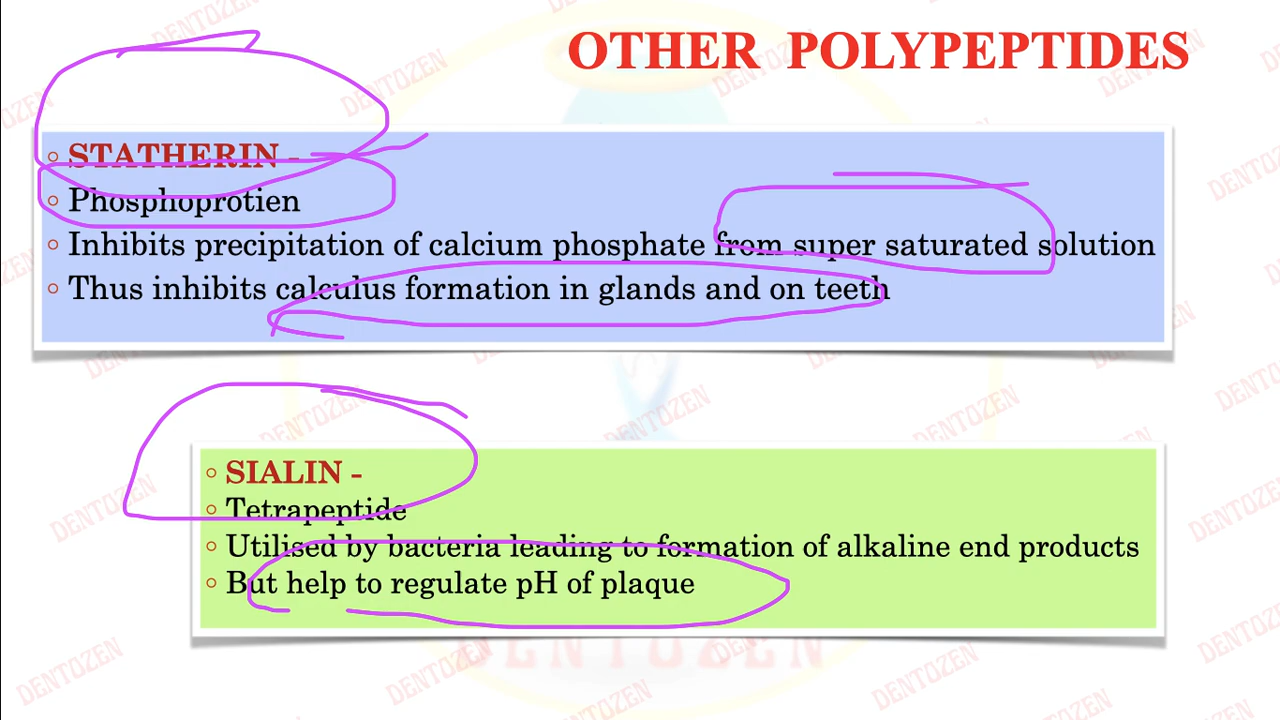 OTHER POLYPEPTIDES
STATHERIN -
Phosphoprotien
Inhibits precipitation of calcium phosphate from super saturated solution
Thus inhibits calculus formation in glands and on teeth
SIALIN -
Tetrapeptide
Utilised by bacteria leading to formation of alkaline end products
But help to regulate pH of plaque
DENTOZEN